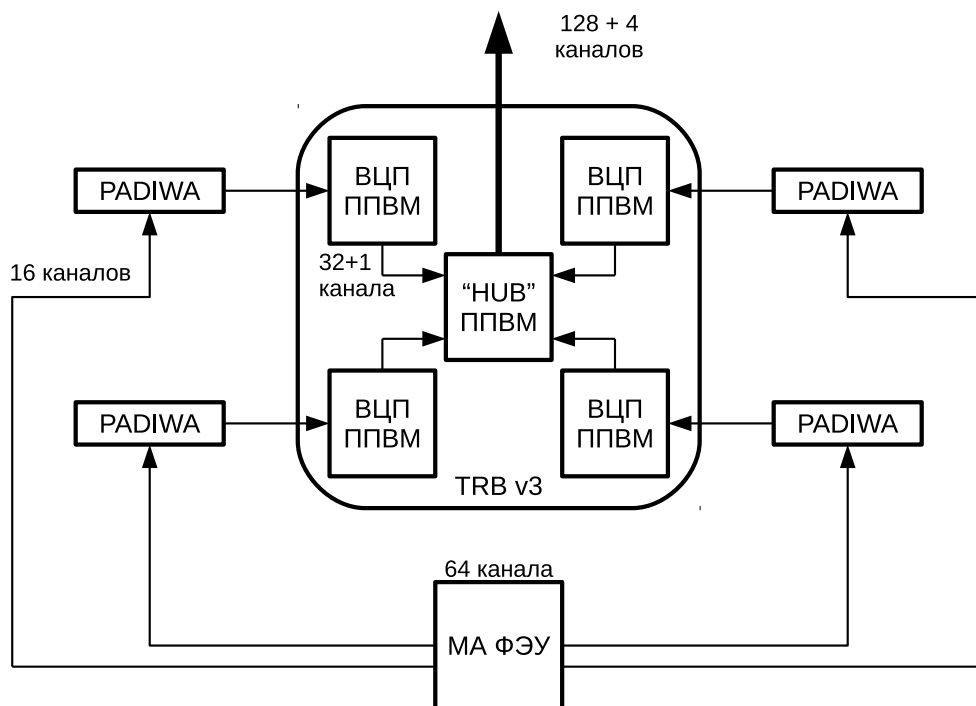 128 + 4
каналов
ВЦП
ППВМ
ВЦП
ППВМ
PADIWA
PADIWA
16 каналов
32+1
канала
“HUB”
ППВМ
ВЦП
ППВМ
ВЦП
ППВМ
PADIWA
PADIWA
TRB v3
64 канала
МА ФЭУ